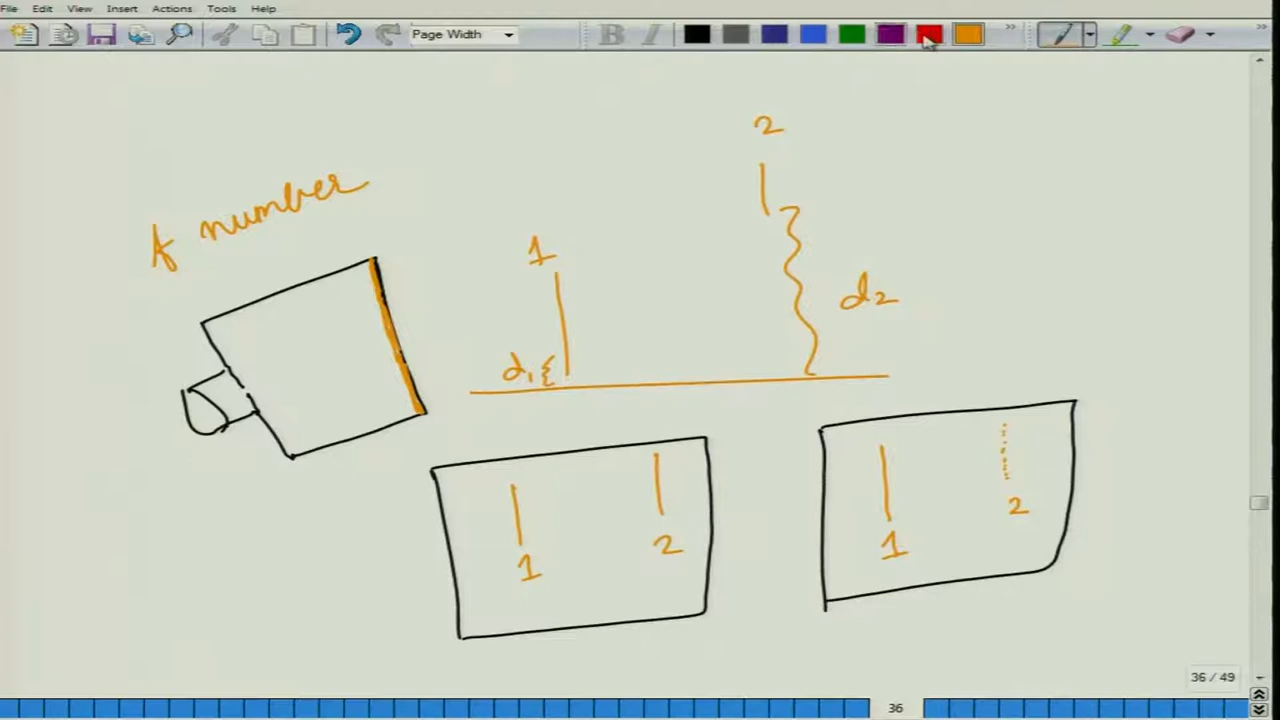 File Edit View Insert Actions Tools Help
Page Width
B I
f number
2
1
d2
d1
1 2
1 2
36 / 49
36